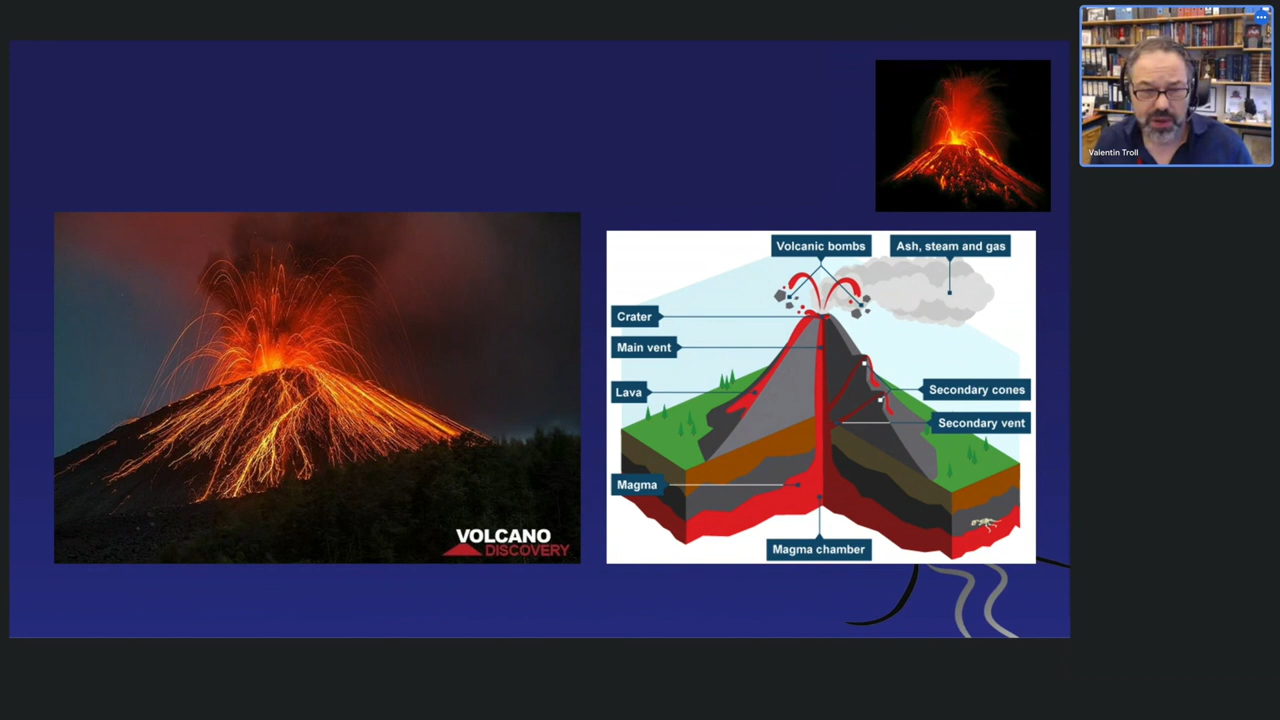 Valentin Troll
Volcanic bombs
Ash, steam and gas
Crater
Main vent
Lava
Secondary cones
Secondary vent
Magma
Magma chamber
VOLCANO
DISCOVERY